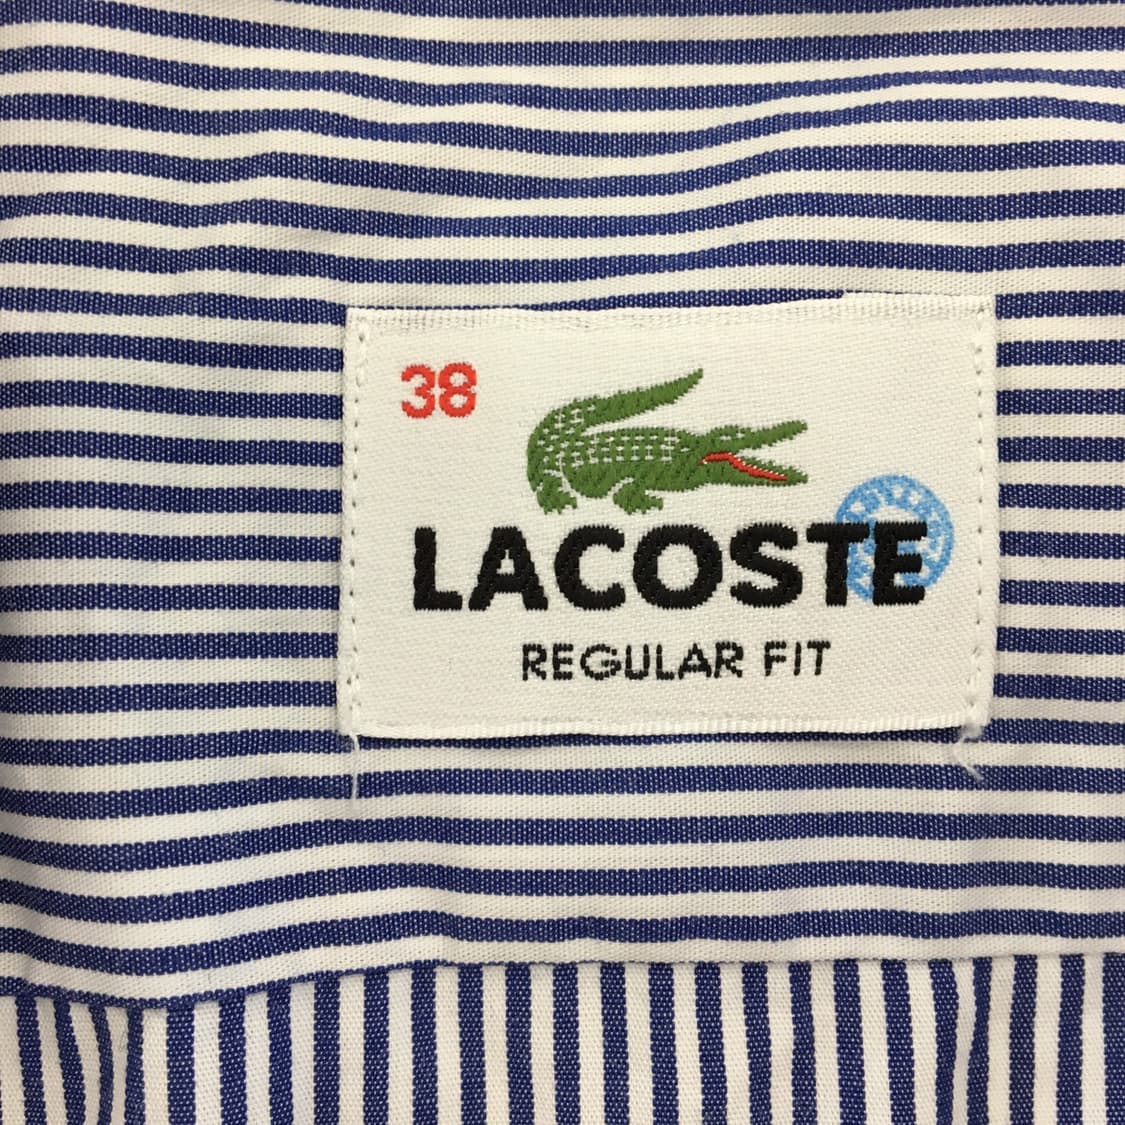 38
LACOSTE
REGULAR FIT